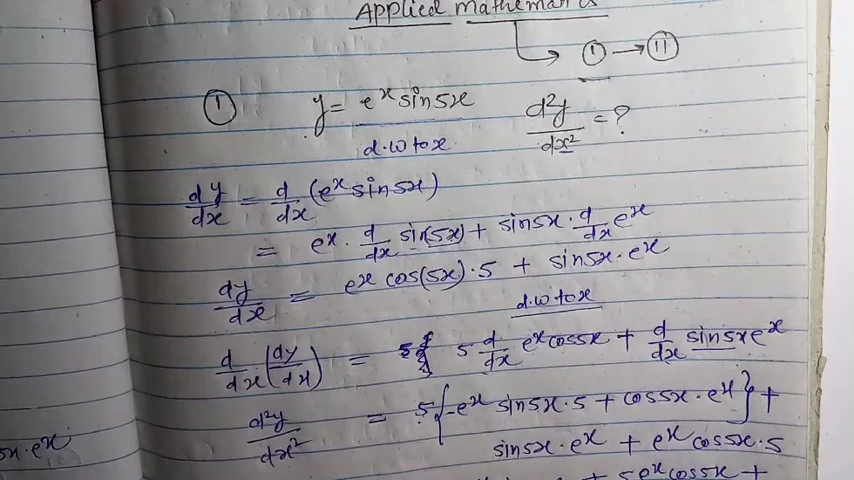 Applied Mathematics
① → ⑪
① y = e^x sin5x d²y/dx² = ?
d.w to x
dy/dx = d/dx (e^x sin5x)
= e^x · d/dx sin(5x) + sin5x · d/dx e^x
dy/dx = e^x cos(5x) · 5 + sin5x · e^x
d.w to x
d/dx (dy/dx) = 5 d/dx e^x cos5x + d/dx sin5x e^x
d²y/dx² = 5{-e^x sin5x · 5 + cos5x · e^x} +
5x · e^x
sin5x · e^x + e^x cos5x · 5
+ 5e^x cos5x +